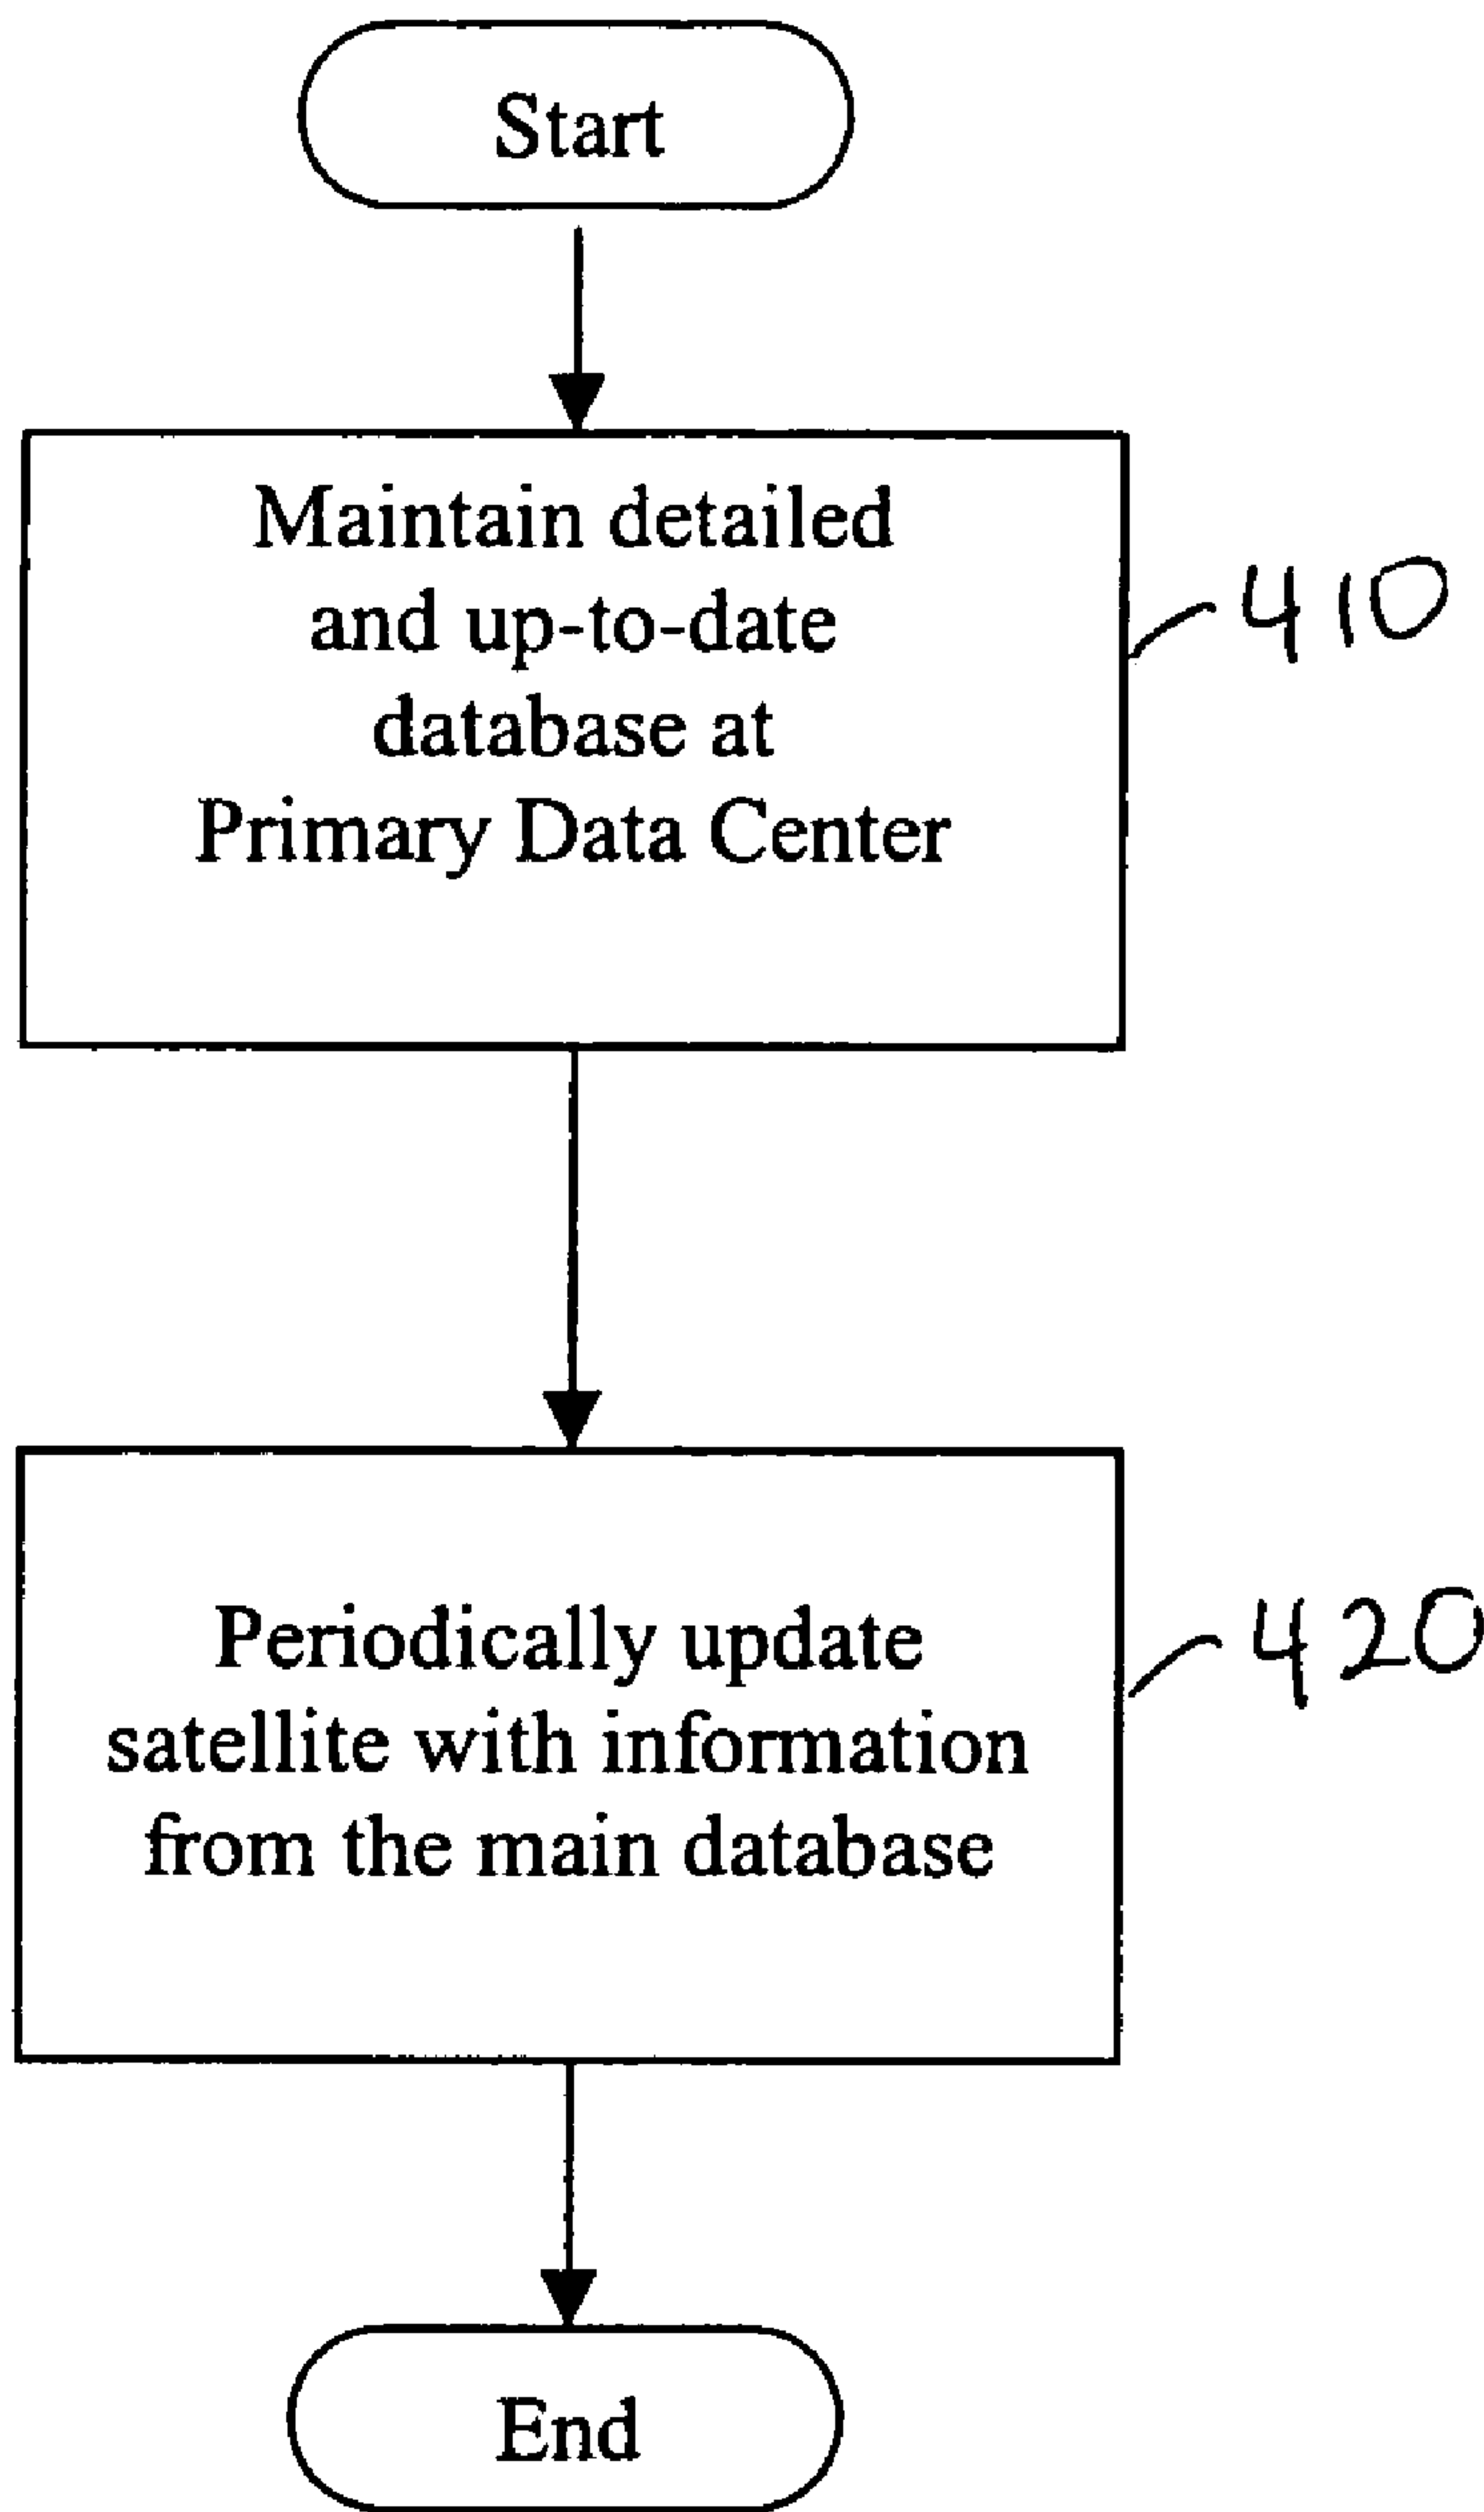 Start
Maintain detailed
and up-to-date
database at
Primary Data Center
410
Periodically update
satellite with information
from the main database
420
End